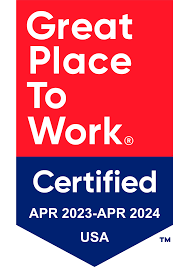 Great
Place
To
Work®
Certified
APR 2023-APR 2024
USA
™